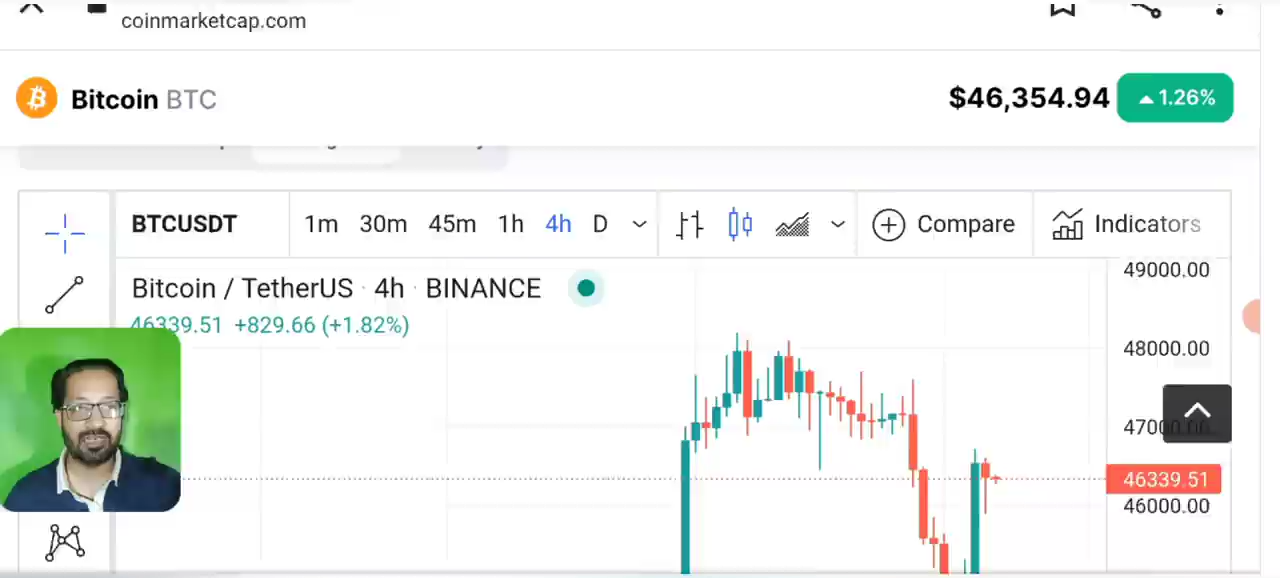 coinmarketcap.com
Bitcoin BTC
$46,354.94
1.26%
BTCUSDT 1m 30m 45m 1h 4h D Compare Indicators
Bitcoin / TetherUS · 4h · BINANCE
46339.51 +829.66 (+1.82%)
49000.00
48000.00
47000.00
46339.51
46000.00